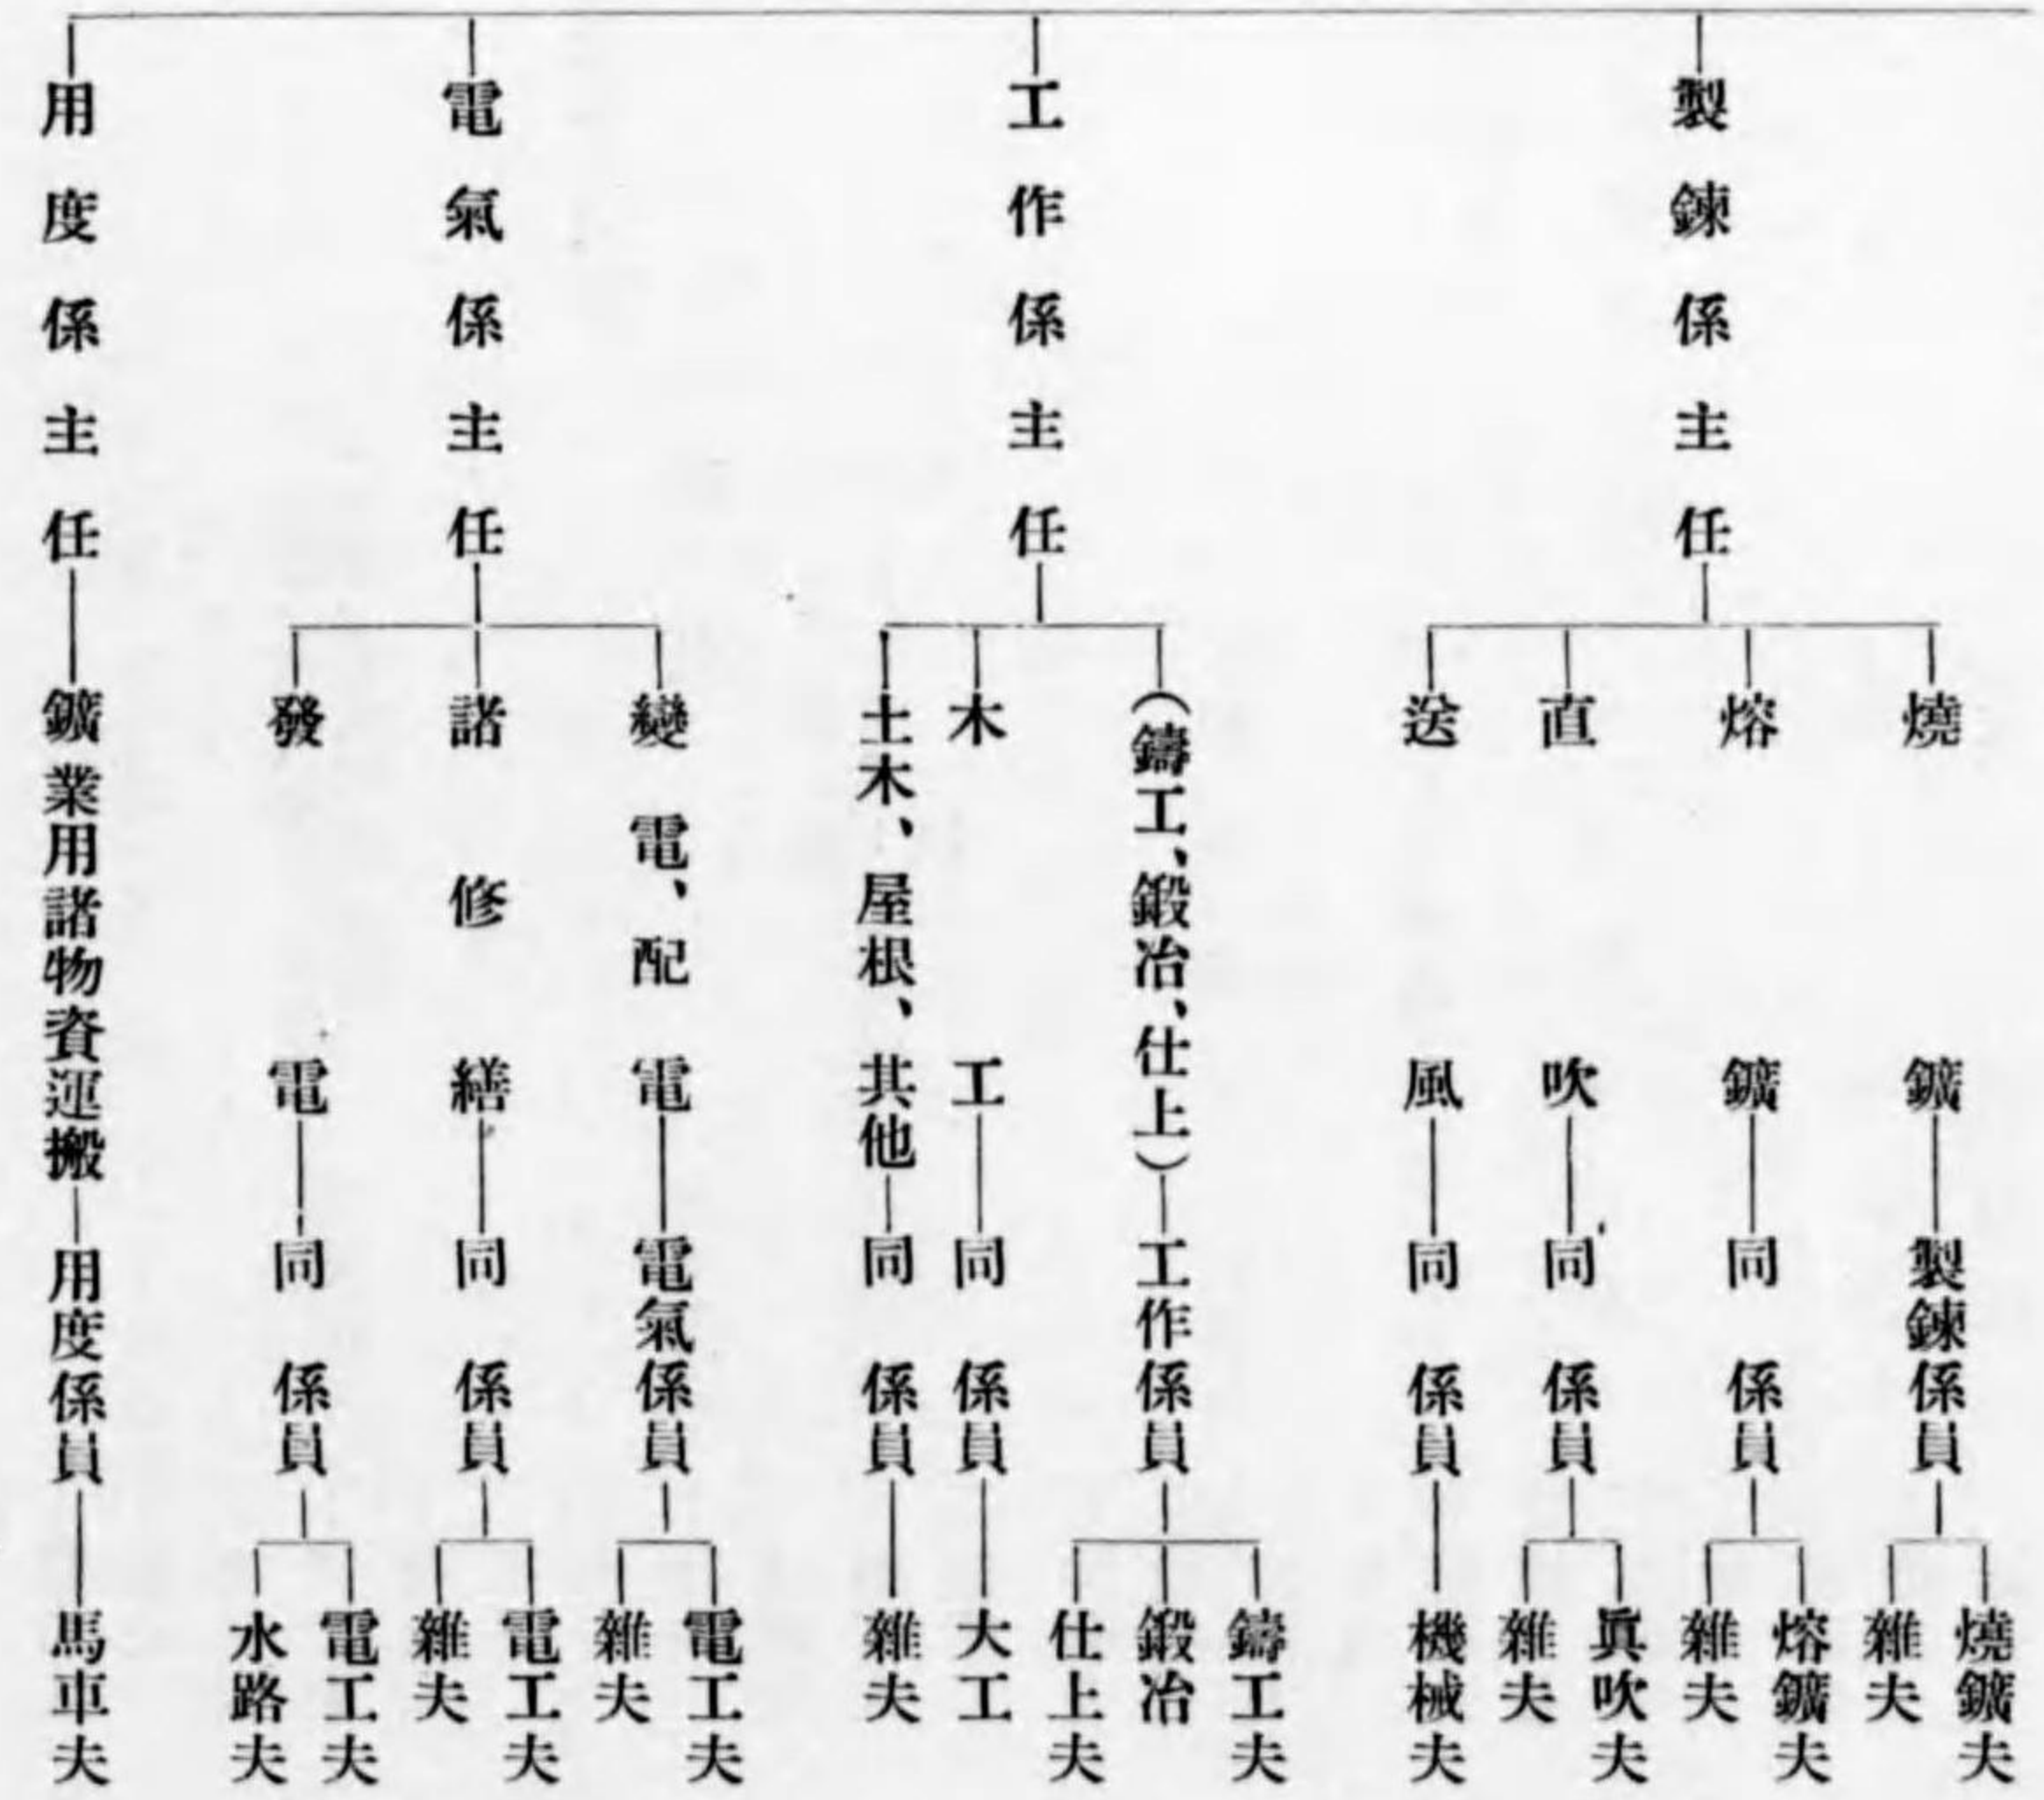 製鍊係主任
燒鑛
製鍊係員
燒鑛夫
雜夫
熔鑛
同係員
熔鑛夫
雜夫
直吹
同係員
眞吹夫
雜夫
送風
同係員
機械夫
工作係主任
（鑄工、鍛冶、仕上）
工作係員
鑄工夫
鍛冶
仕上夫
木工
同係員
大工
土木、屋根、其他
同係員
雜夫
電氣係主任
變電、配電
電氣係員
電工夫
雜夫
諸修繕
同係員
電工夫
雜夫
發電
同係員
電工夫
水路夫
用度係主任
鑛業用諸物資運搬
用度係員
馬車夫